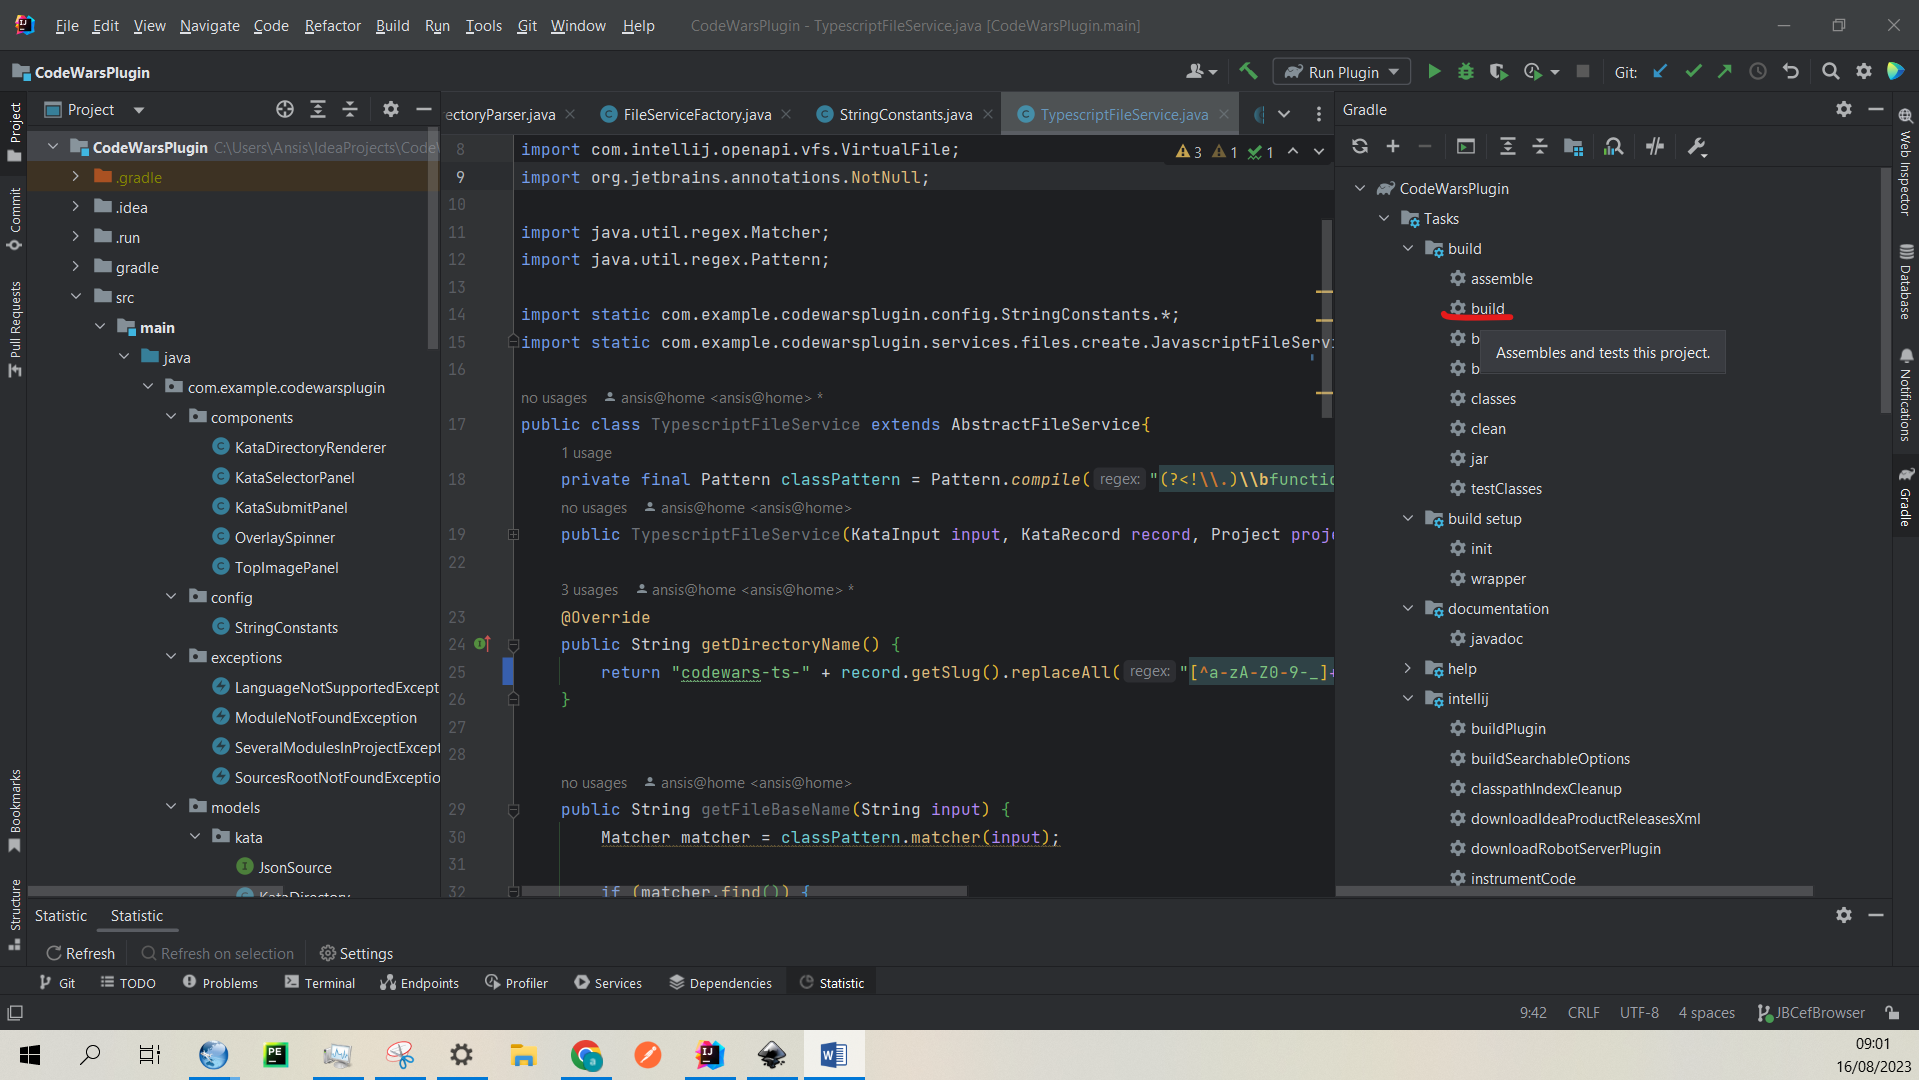 File Edit View Navigate Code Refactor Build Run Tools Git Window Help CodeWarsPlugin - TypescriptFileService.java [CodeWarsPlugin.main]
CodeWarsPlugin Run Plugin Git:
Project
ectoryParser.java FileServiceFactory.java StringConstants.java TypescriptFileService.java
Gradle
Project
Commit
Pull Requests
Bookmarks
Structure
CodeWarsPlugin C:\Users\Ansis\IdeaProjects\Code
.gradle
.idea
.run
gradle
src
main
java
com.example.codewarsplugin
components
KataDirectoryRenderer
KataSelectorPanel
KataSubmitPanel
OverlaySpinner
TopImagePanel
config
StringConstants
exceptions
LanguageNotSupportedExcept
ModuleNotFoundException
SeveralModulesInProjectExcept
SourcesRootNotFoundExceptio
models
kata
JsonSource
KataDirectory
3 1 1
8 import com.intellij.openapi.vfs.VirtualFile;
9 import org.jetbrains.annotations.NotNull;
10
11 import java.util.regex.Matcher;
12 import java.util.regex.Pattern;
13
14 import static com.example.codewarsplugin.config.StringConstants.*;
15 import static com.example.codewarsplugin.services.files.create.JavascriptFileServi
16
no usages ansis@home <ansis@home> *
17 public class TypescriptFileService extends AbstractFileService{
1 usage
18 private final Pattern classPattern = Pattern.compile( regex: "(?<!\\.)\\bfunctio
no usages ansis@home <ansis@home>
19 public TypescriptFileService(KataInput input, KataRecord record, Project proje
22
3 usages ansis@home <ansis@home> *
23 @Override
24 public String getDirectoryName() {
25 return "codewars-ts-" + record.getSlug().replaceAll( regex: "[^a-zA-Z0-9-_]+
26 }
27
28
no usages ansis@home <ansis@home>
29 public String getFileBaseName(String input) {
30 Matcher matcher = classPattern.matcher(input);
31
32 if (matcher.find()) {
CodeWarsPlugin
Tasks
build
assemble
build
b
b
Assembles and tests this project.
classes
clean
jar
testClasses
build setup
init
wrapper
documentation
javadoc
help
intellij
buildPlugin
buildSearchableOptions
classpathIndexCleanup
downloadIdeaProductReleasesXml
downloadRobotServerPlugin
instrumentCode
Web Inspector
Database
Notifications
Gradle
Statistic Statistic
Refresh Refresh on selection Settings
Git TODO Problems Terminal Endpoints Profiler Services Dependencies Statistic
9:42 CRLF UTF-8 4 spaces JBCefBrowser
09:01
16/08/2023